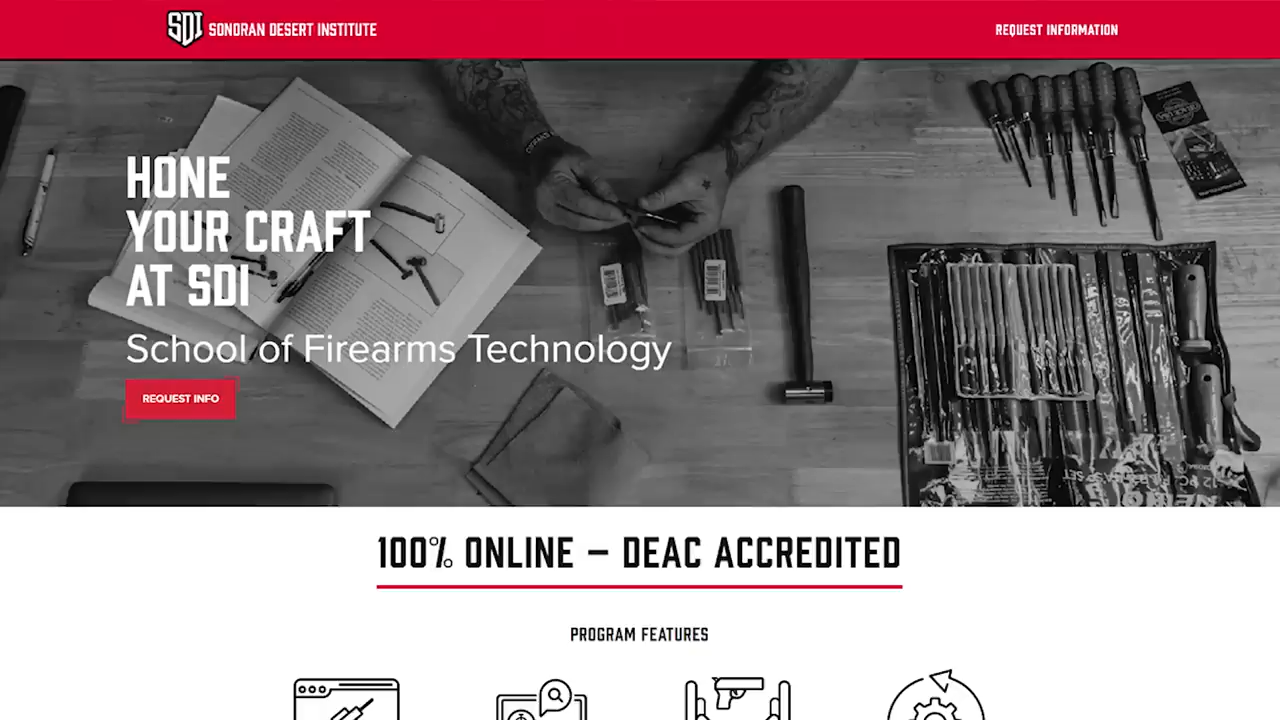 SDI SONORAN DESERT INSTITUTE
REQUEST INFORMATION
HONE
YOUR CRAFT
AT SDI
School of Firearms Technology
REQUEST INFO
100% ONLINE – DEAC ACCREDITED
PROGRAM FEATURES